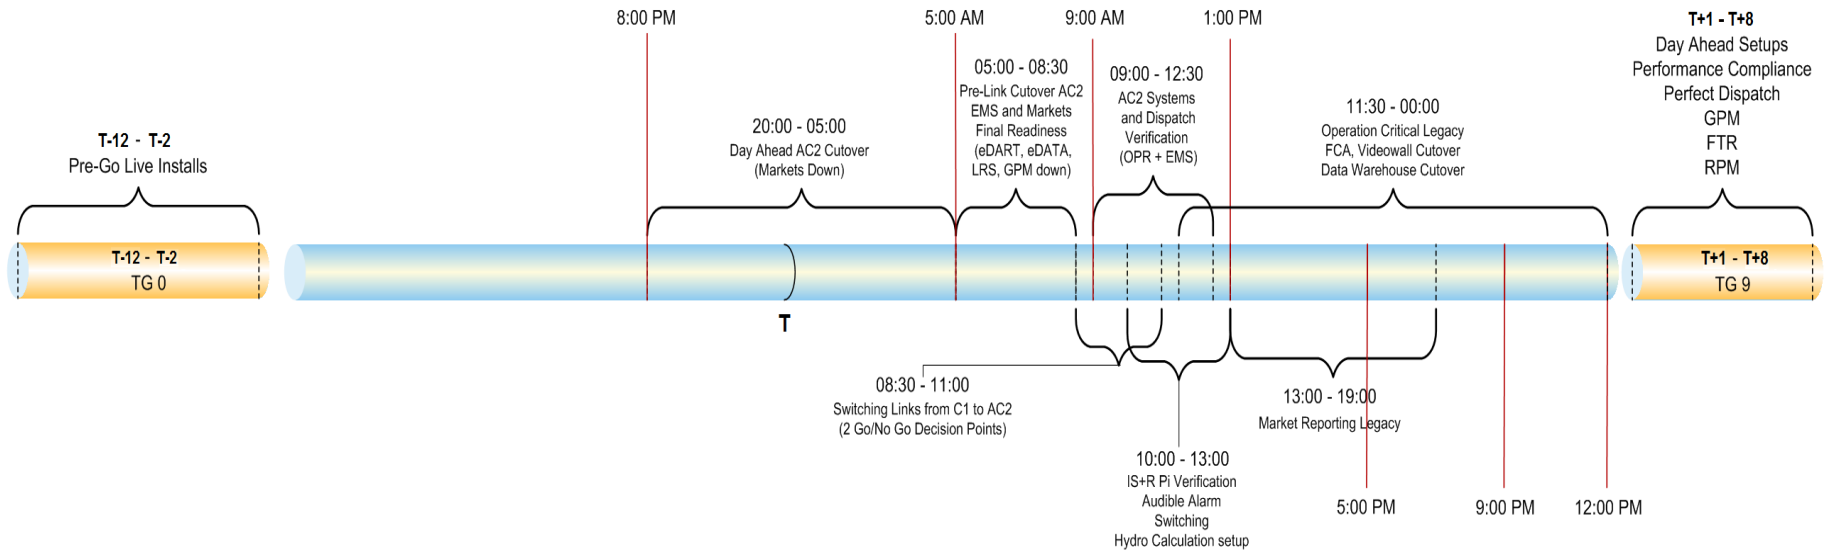 8:00 PM
5:00 AM
9:00 AM
1:00 PM
T+1 - T+8
Day Ahead Setups
Performance Compliance
Perfect Dispatch
GPM
FTR
RPM
05:00 - 08:30
Pre-Link Cutover AC2
EMS and Markets
Final Readiness
(eDART, eDATA,
LRS, GPM down)
09:00 - 12:30
AC2 Systems
and Dispatch
Verification
(OPR + EMS)
11:30 - 00:00
Operation Critical Legacy
FCA, Videowall Cutover
Data Warehouse Cutover
20:00 - 05:00
Day Ahead AC2 Cutover
(Markets Down)
T-12 - T-2
Pre-Go Live Installs
T-12 - T-2
TG 0
T+1 - T+8
TG 9
T
08:30 - 11:00
Switching Links from C1 to AC2
(2 Go/No Go Decision Points)
13:00 - 19:00
Market Reporting Legacy
10:00 - 13:00
IS+R Pi Verification
Audible Alarm
Switching
Hydro Calculation setup
5:00 PM
9:00 PM
12:00 PM